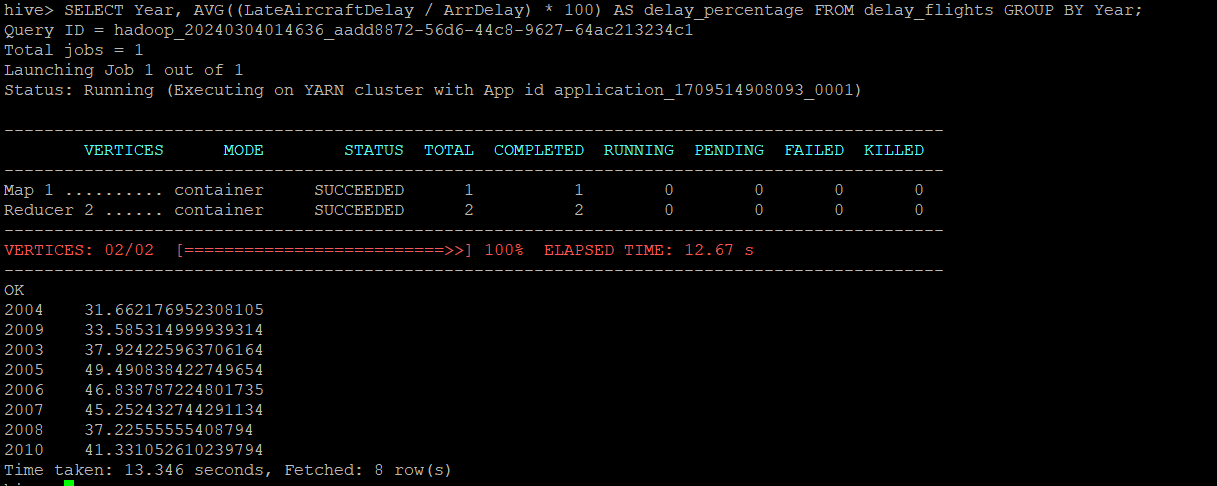 hive> SELECT Year, AVG((LateAircraftDelay / ArrDelay) * 100) AS delay_percentage FROM delay_flights GROUP BY Year;
Query ID = hadoop_20240304014636_aadd8872-56d6-44c8-9627-64ac213234c1
Total jobs = 1
Launching Job 1 out of 1
Status: Running (Executing on YARN cluster with App id application_1709514908093_0001)
----------------------------------------------------------------------------------------------
VERTICES MODE STATUS TOTAL COMPLETED RUNNING PENDING FAILED KILLED
----------------------------------------------------------------------------------------------
Map 1 .......... container SUCCEEDED 1 1 0 0 0 0
Reducer 2 ...... container SUCCEEDED 2 2 0 0 0 0
----------------------------------------------------------------------------------------------
VERTICES: 02/02 [==========================>>] 100% ELAPSED TIME: 12.67 s
----------------------------------------------------------------------------------------------
OK
2004 31.662176952308105
2009 33.585314999939314
2003 37.924225963706164
2005 49.490838422749654
2006 46.838787224801735
2007 45.252432744291134
2008 37.22555555408794
2010 41.331052610239794
Time taken: 13.346 seconds, Fetched: 8 row(s)